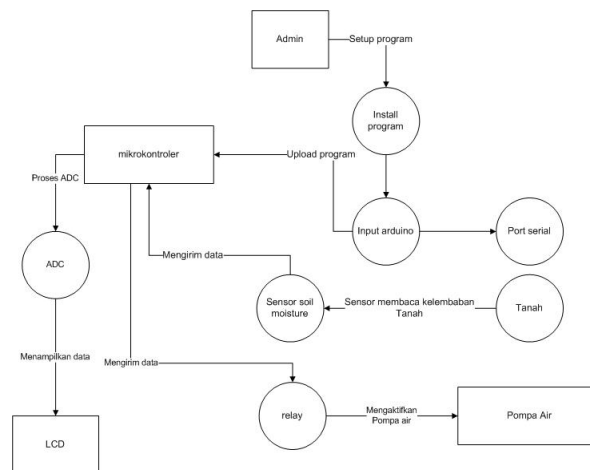 Admin
Setup program
Install
program
mikrokontroler
Upload program
Proses ADC
Input arduino
Port serial
ADC
Mengirim data
Sensor soil
moisture
Sensor membaca kelembaban
Tanah
Tanah
Menampilkan data
Mengirim data
relay
Mengaktifkan
Pompa air
Pompa Air
LCD